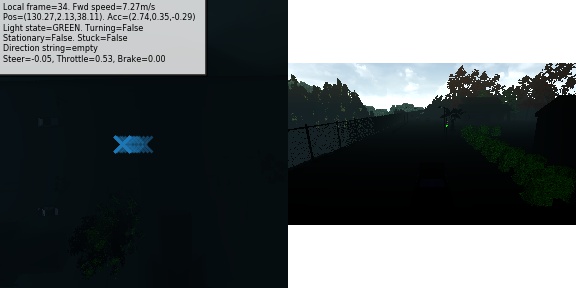 Local frame=34. Fwd speed=7.27m/s
Pos=(130.27,2.13,38.11). Acc=(2.74,0.35,-0.29)
Light state=GREEN. Turning=False
Stationary=False. Stuck=False
Direction string=empty
Steer=-0.05, Throttle=0.53, Brake=0.00